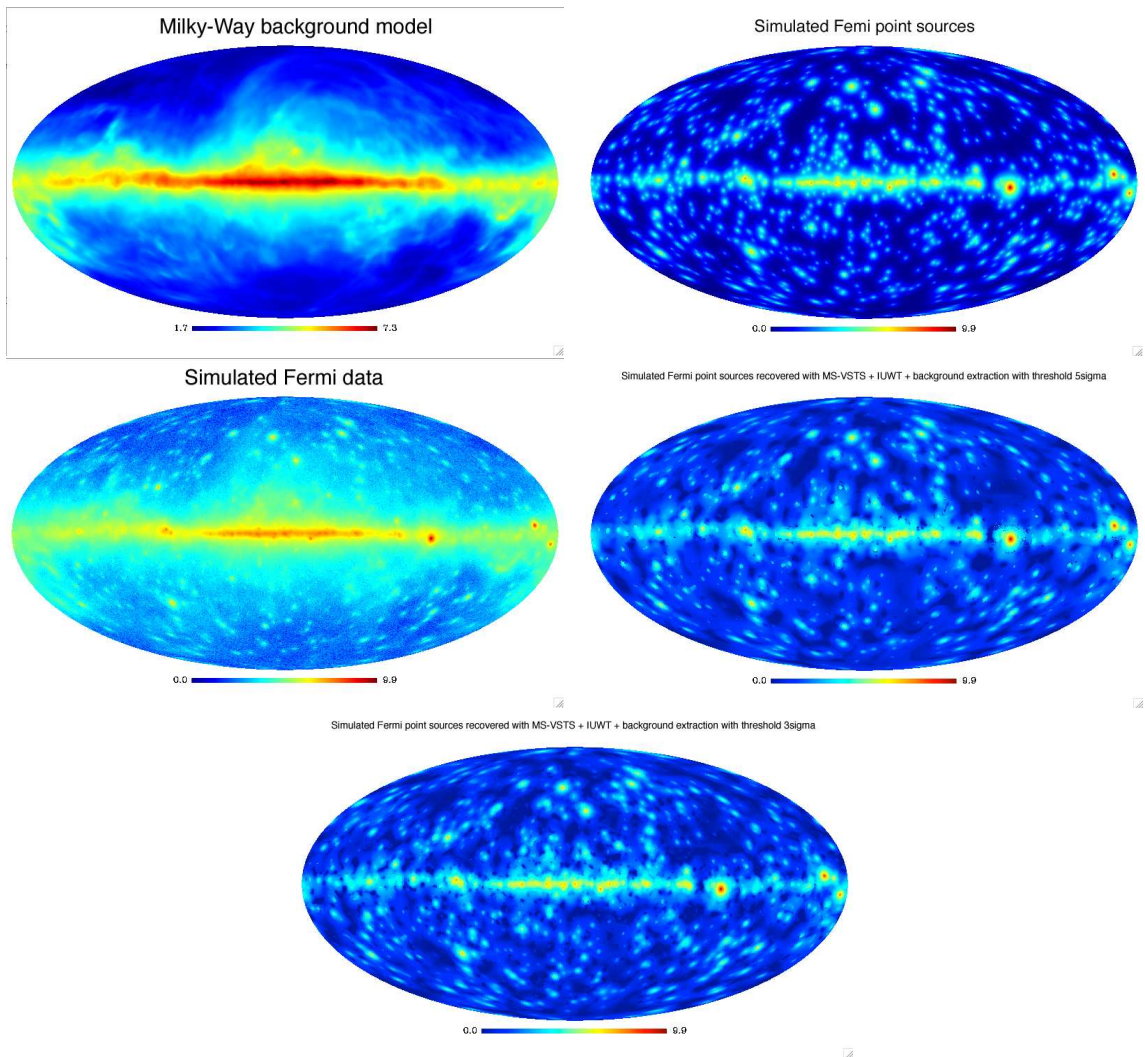 Milky-Way background model
1.7 7.3
Simulated Femi point sources
0.0 9.9
Simulated Fermi data
0.0 9.9
Simulated Fermi point sources recovered with MS-VSTS + IUWT + background extraction with threshold 5sigma
0.0 9.9
Simulated Fermi point sources recovered with MS-VSTS + IUWT + background extraction with threshold 3sigma
0.0 9.9